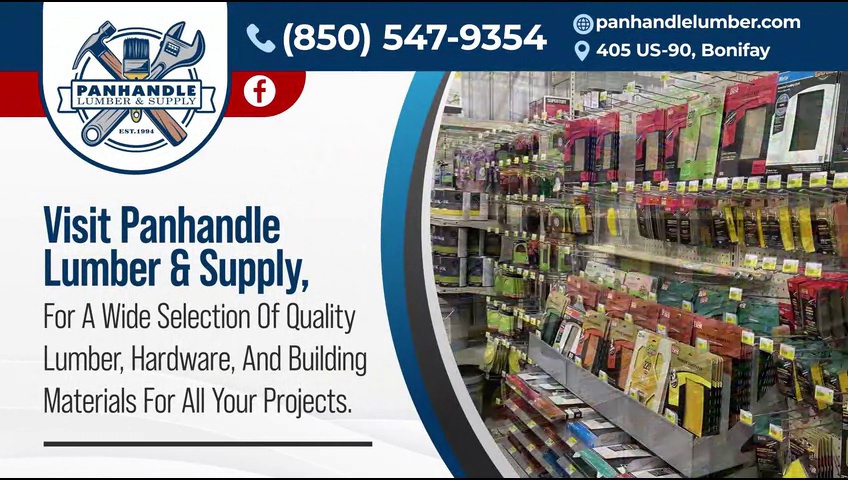 PANHANDLE
LUMBER & SUPPLY
EST.1994
(850) 547-9354
panhandlelumber.com
405 US-90, Bonifay
f
Visit Panhandle
Lumber & Supply,
For A Wide Selection Of Quality
Lumber, Hardware, And Building
Materials For All Your Projects.